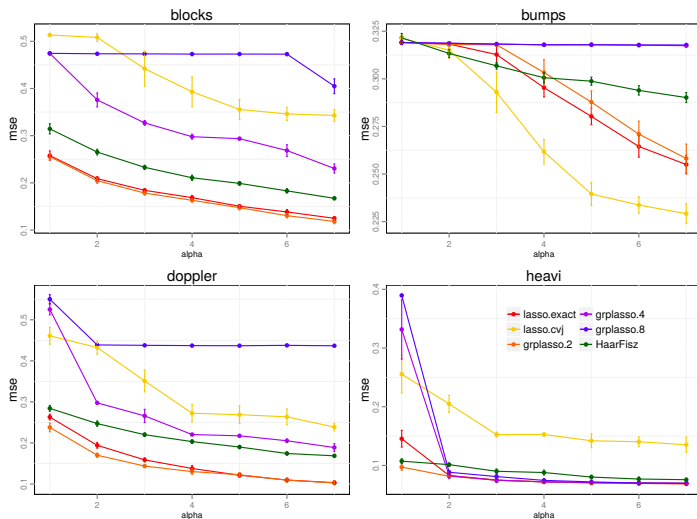 blocks
mse
0.5
0.4
0.3
0.2
0.1
2
4
6
alpha
bumps
mse
0.325
0.300
0.275
0.250
0.225
2
4
6
alpha
doppler
mse
0.5
0.4
0.3
0.2
0.1
2
4
6
alpha
heavi
mse
0.4
0.3
0.2
0.1
lasso.exact
lasso.cvj
grplasso.2
grplasso.4
grplasso.8
HaarFisz
2
4
6
alpha